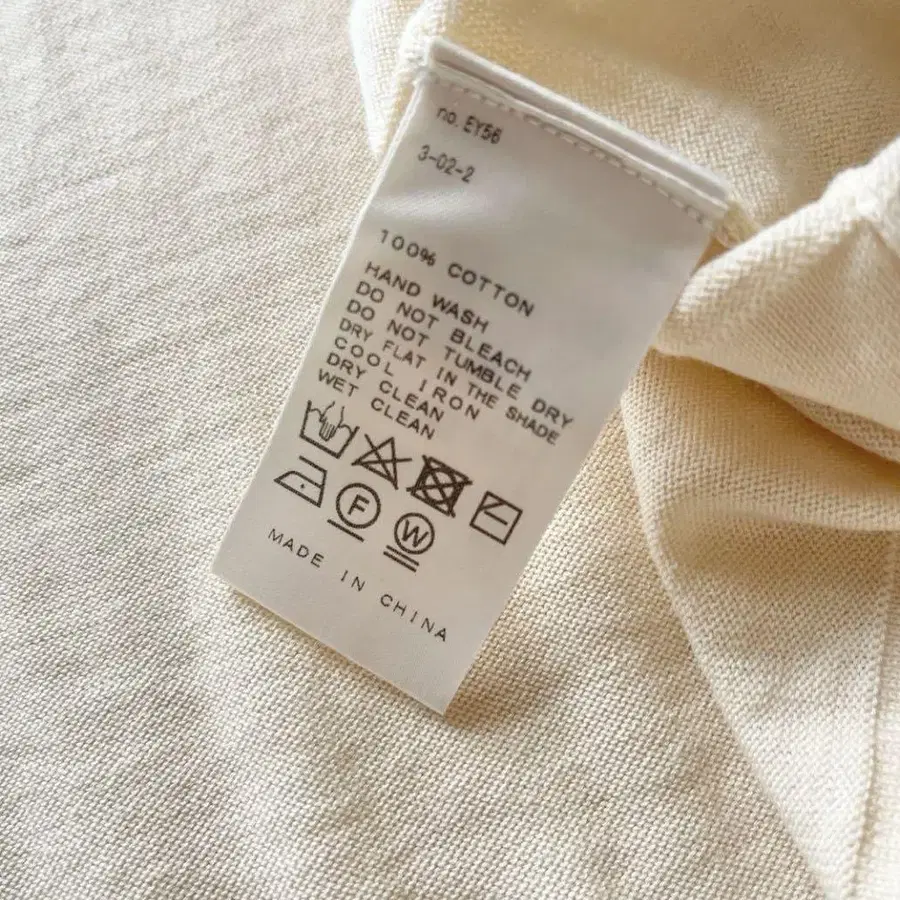 no. EY56
3-02-2
100% COTTON
HAND WASH
DO NOT BLEACH
DO NOT TUMBLE DRY
DRY FLAT IN THE SHADE
COOL IRON
DRY CLEAN
WET CLEAN
F
W
MADE IN CHINA